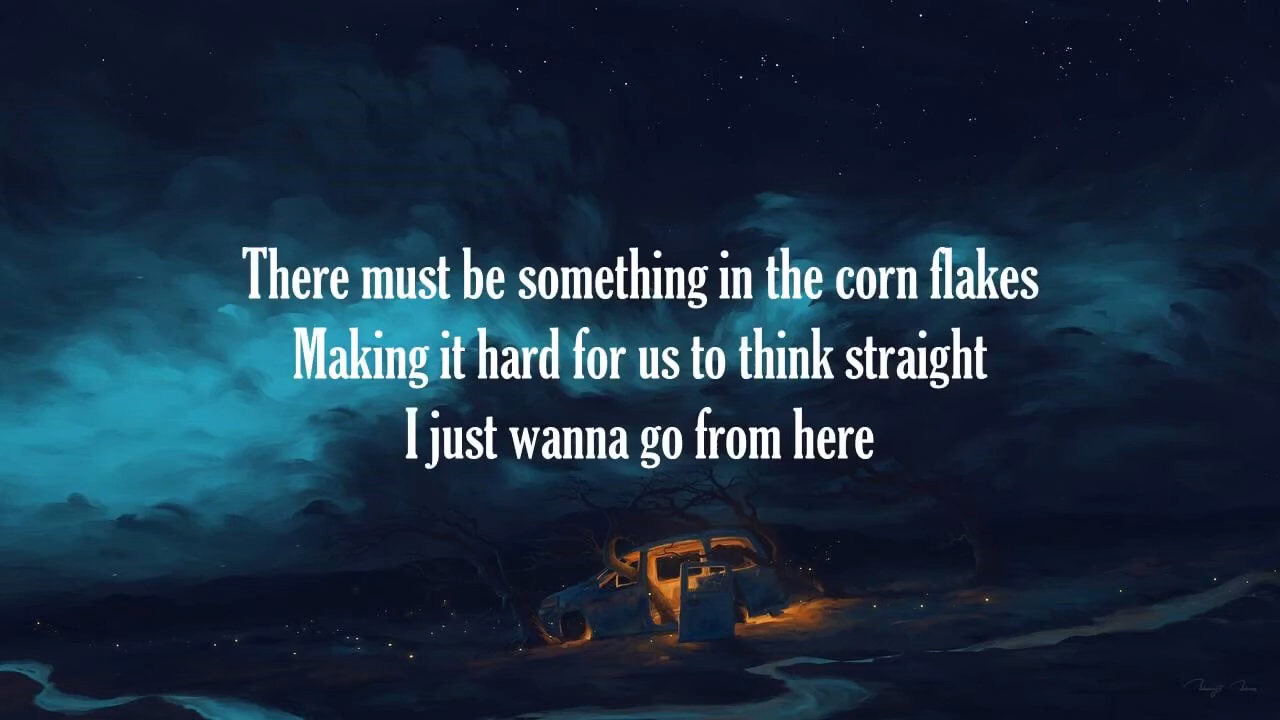 There must be something in the corn flakes
Making it hard for us to think straight
I just wanna go from here